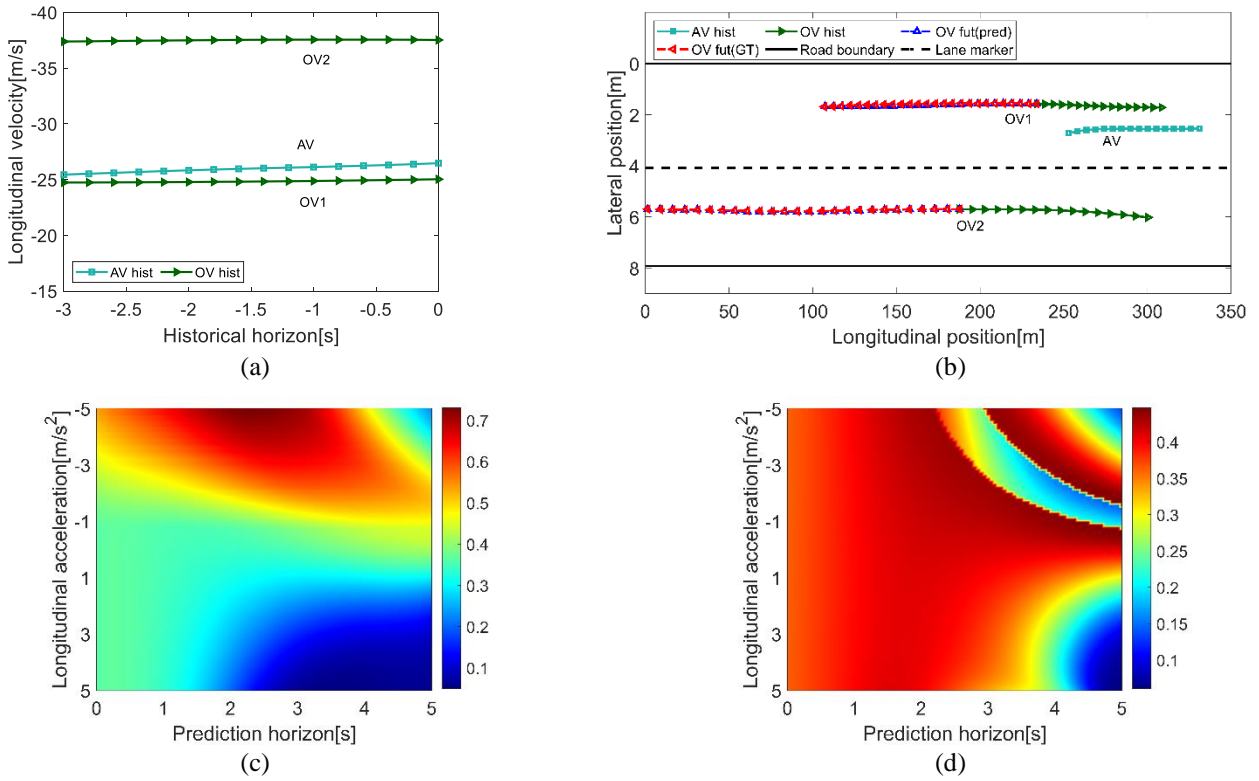 -40
-35
-30
-25
-20
-15
Longitudinal velocity[m/s]
OV2
AV
OV1
AV hist OV hist
-3 -2.5 -2 -1.5 -1 -0.5 0
Historical horizon[s]
(a)
AV hist OV hist OV fut(pred)
OV fut(GT) Road boundary Lane marker
0
2
4
6
8
Lateral position[m]
OV1
AV
OV2
0 50 100 150 200 250 300 350
Longitudinal position[m]
(b)
-5
-3
-1
1
3
5
Longitudinal acceleration[m/s²]
0 1 2 3 4 5
Prediction horizon[s]
0.7
0.6
0.5
0.4
0.3
0.2
0.1
(c)
-5
-3
-1
1
3
5
Longitudinal acceleration[m/s²]
0 1 2 3 4 5
Prediction horizon[s]
0.4
0.35
0.3
0.25
0.2
0.15
0.1
(d)